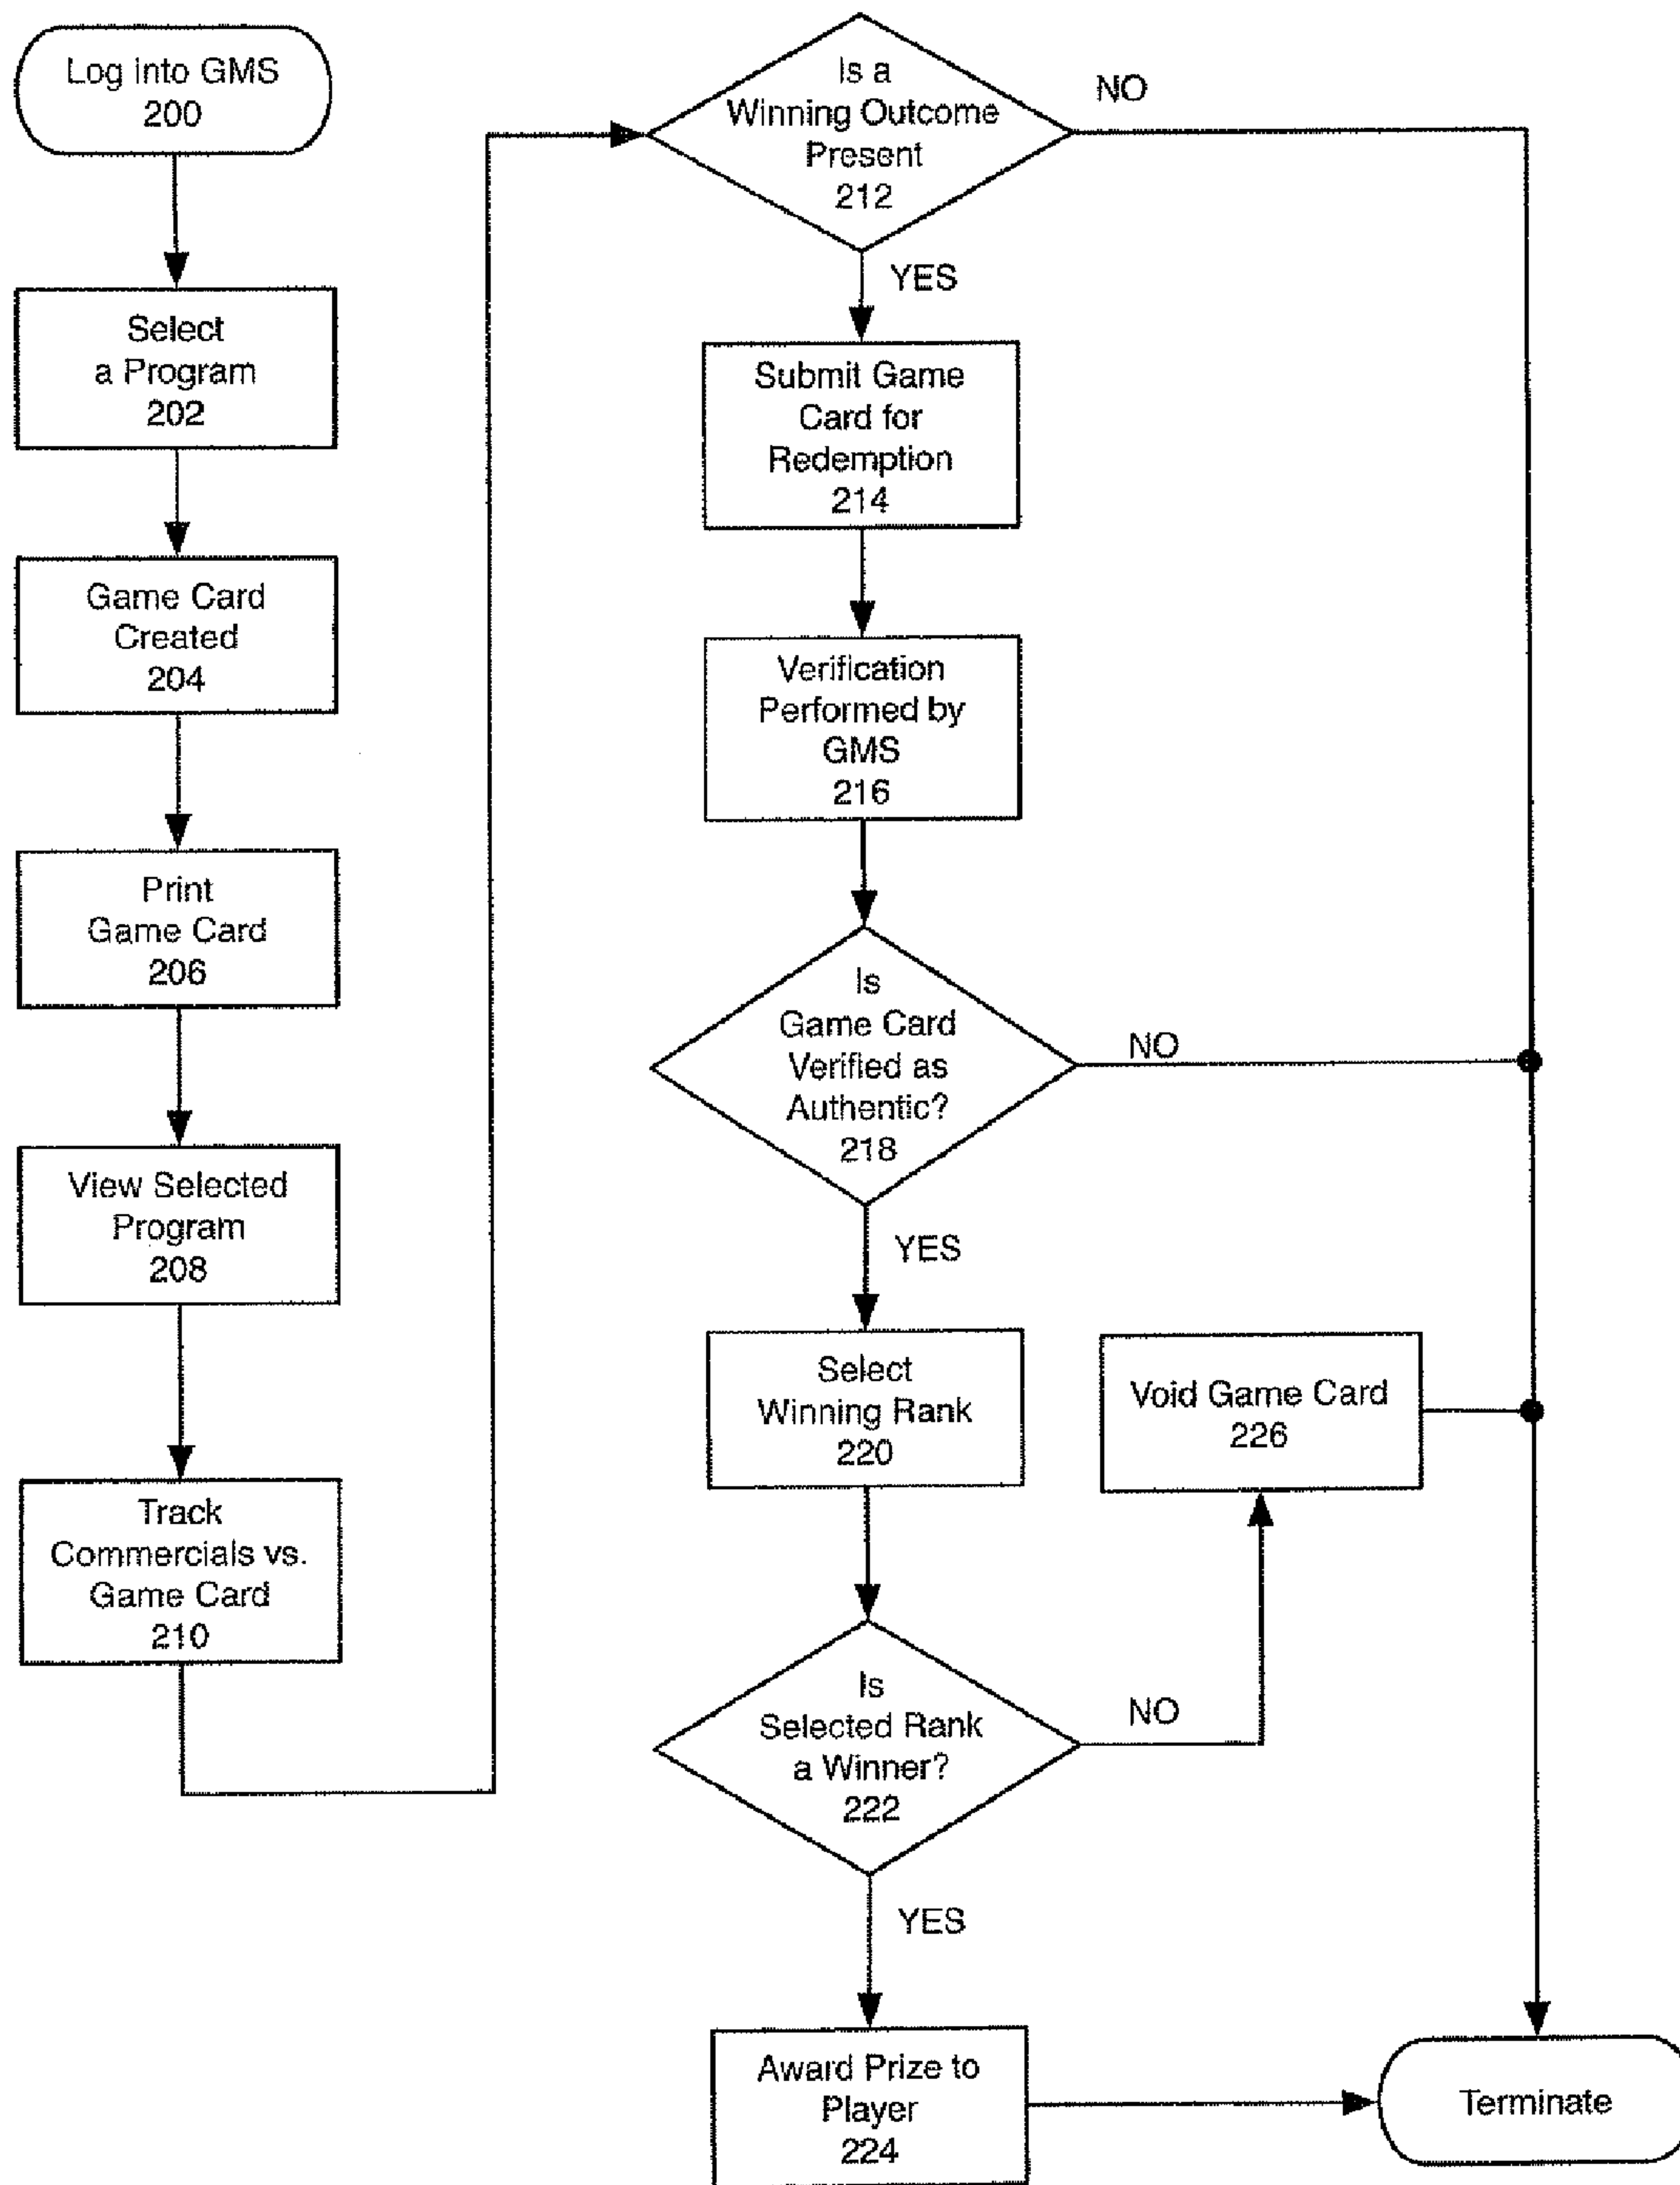 Log into GMS
200
Select
a Program
202
Game Card
Created
204
Print
Game Card
206
View Selected
Program
208
Track
Commercials vs.
Game Card
210
Is a
Winning Outcome
Present
212
NO
YES
Submit Game
Card for
Redemption
214
Verification
Performed by
GMS
216
Is
Game Card
Verified as
Authentic?
218
NO
YES
Select
Winning Rank
220
Void Game Card
226
Is
Selected Rank
a Winner?
222
NO
YES
Award Prize to
Player
224
Terminate